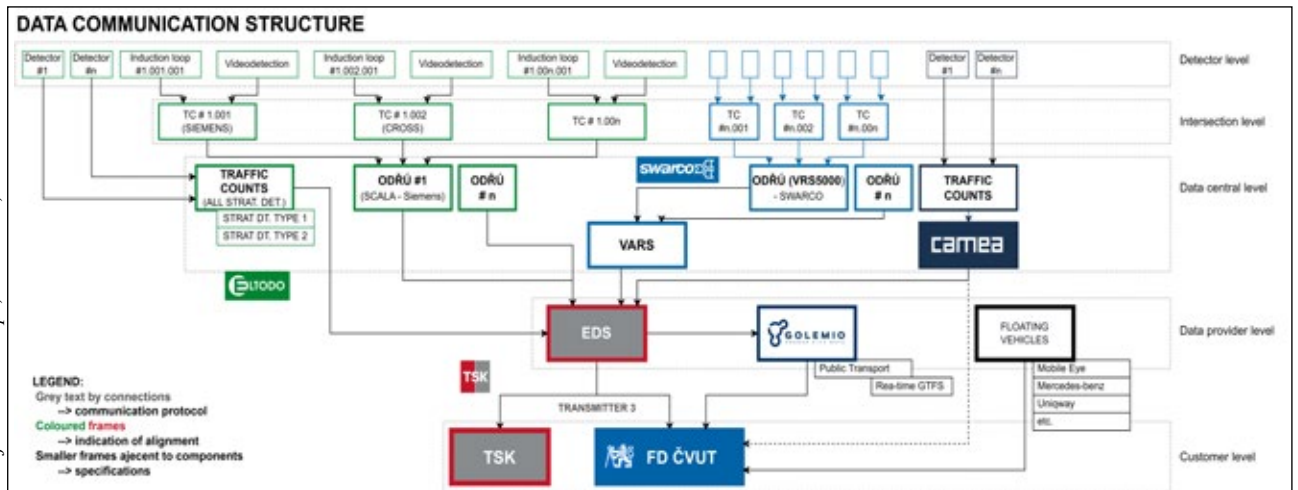 DATA COMMUNICATION STRUCTURE
Detector #1
Detector #n
Induction loop #1.001.001
Videodetection
Induction loop #1.002.001
Videodetection
Induction loop #1.00n.001
Videodetection
Detector #1
Detector #n
Detector level
TC # 1.001
(SIEMENS)
TC # 1.002
(CROSS)
TC # 1.00n
TC
#n.001
TC
#n.002
TC
#n.00n
Intersection level
swarco
TRAFFIC
COUNTS
(ALL STRAT. DET.)
STRAT DT. TYPE 1
STRAT DT. TYPE 2
ODŘÚ #1
(SCALA - Siemens)
ODŘÚ
# n
ODŘÚ (VRS5000)
- SWARCO
ODŘÚ
# n
TRAFFIC
COUNTS
Data central level
VARS
camea
ELTODO
EDS
GOLEMIO
FLOATING
VEHICLES
Data provider level
Public Transport
Rea-time GTFS
Mobile Eye
Mercedes-benz
Uniqway
etc.
TSK
TRANSMITTER 3
LEGEND:
Grey text by connections
--> communication protocol
Coloured frames
--> indication of alignment
Smaller frames ajecent to components
--> specifications
TSK
FD ČVUT
Customer level